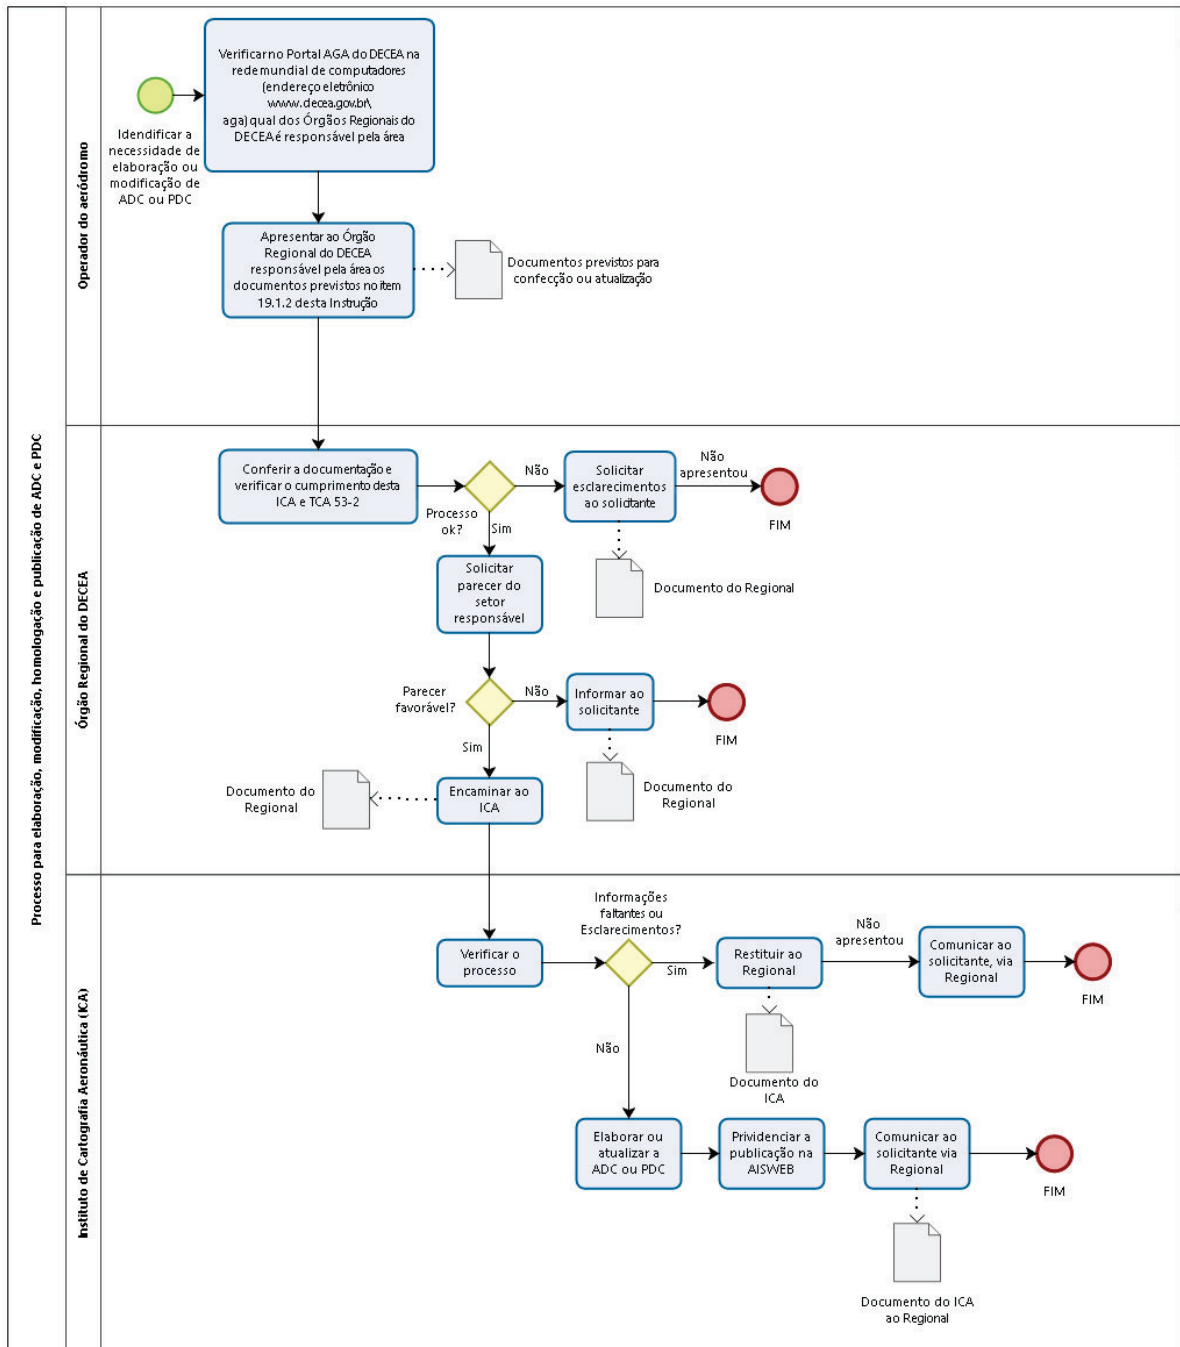 Processo para elaboração, modificação, homologação e publicação de ADC e PDC
Operador do aeródromo
Verificar no Portal AGA do DECEA na
rede mundial de computadores
(endereço eletrônico
www.decea.gov.br\
aga) qual dos Órgãos Regionais do
DECEA é responsável pela área
Idendificar a
necessidade de
elaboração ou
modificação de
ADC ou PDC
Apresentar ao Órgão
Regional do DECEA
responsável pela área os
documentos previstos no item
19.1.2 desta Instrução
Documentos previstos para
confecção ou atualização
Órgão Regional do DECEA
Conferir a documentação e
verificar o cumprimento desta
ICA e TCA 53-2
Processo
ok?
Não
Sim
Solicitar
esclarecimentos
ao solicitante
Não
apresentou
FIM
Documento do Regional
Solicitar
parecer do
setor
responsável
Parecer
favorável?
Não
Sim
Informar ao
solicitante
FIM
Documento do
Regional
Encaminar ao
ICA
Documento do
Regional
Instituto de Cartografia Aeronáutica (ICA)
Verificar o
processo
Informações
faltantes ou
Esclarecimentos?
Sim
Não
Restituir ao
Regional
Não
apresentou
Comunicar ao
solicitante, via
Regional
FIM
Documento do
ICA
Elaborar ou
atualizar a
ADC ou PDC
Prividenciar a
publicação na
AISWEB
Comunicar ao
solicitante via
Regional
FIM
Documento do ICA
ao Regional